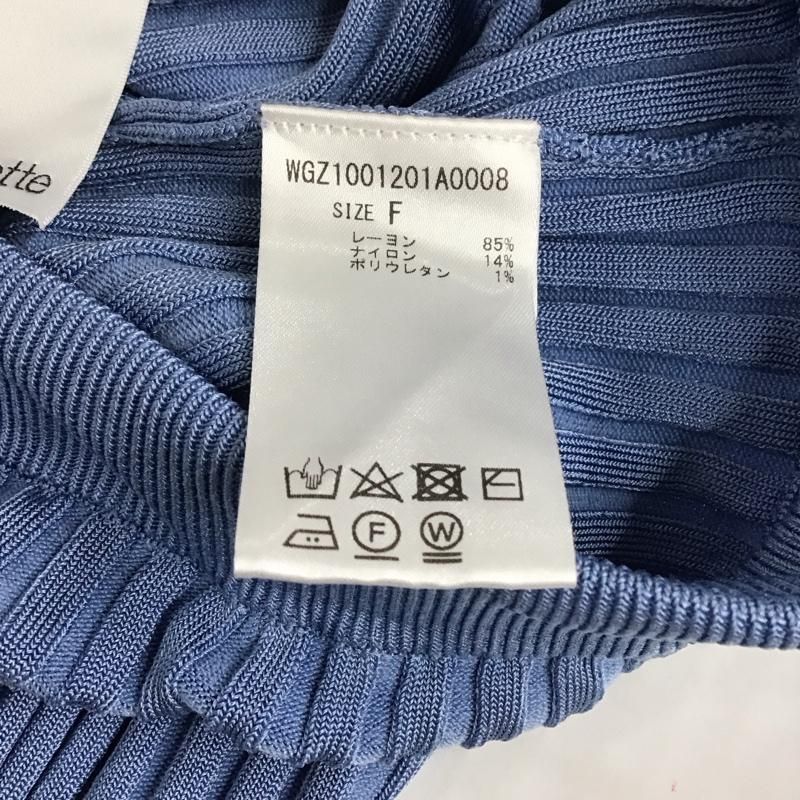 otte
WGZ1001201A0008
SIZE F
レーヨン 85%
ナイロン 14%
ポリウレタン 1%
F W